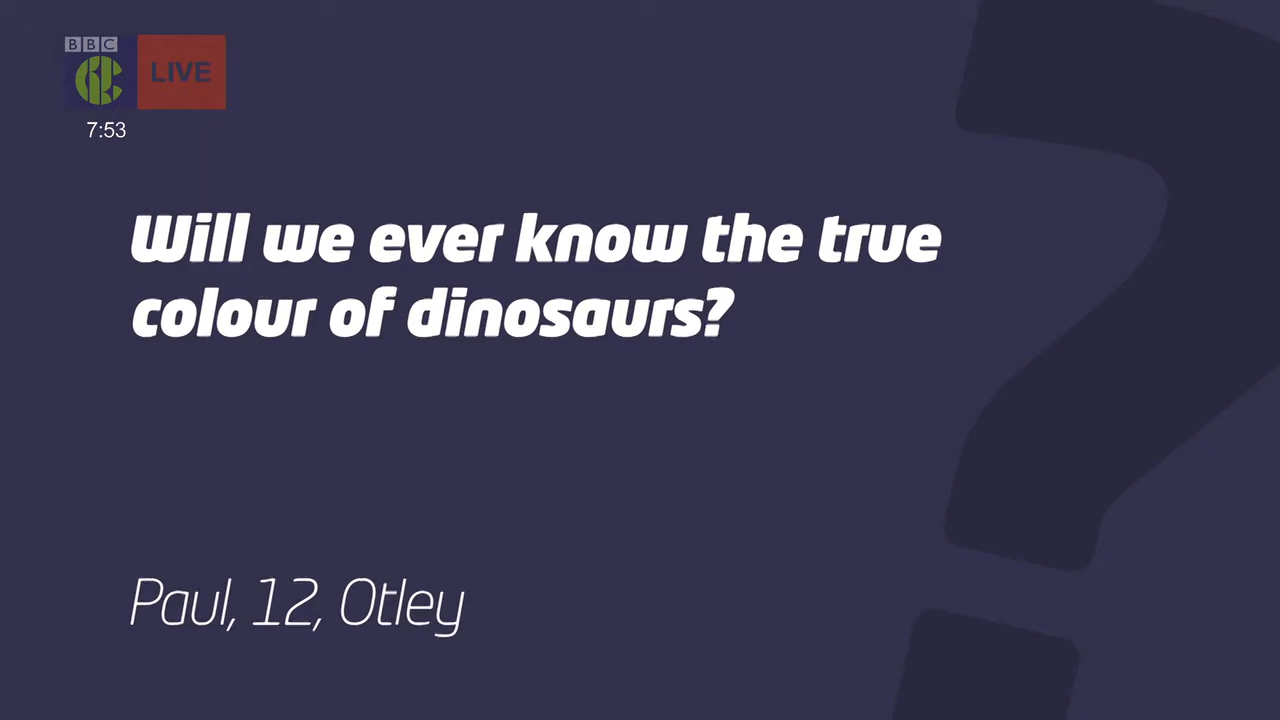 BBC
LIVE
7:53
Will we ever know the true
colour of dinosaurs?
Paul, 12, Otley